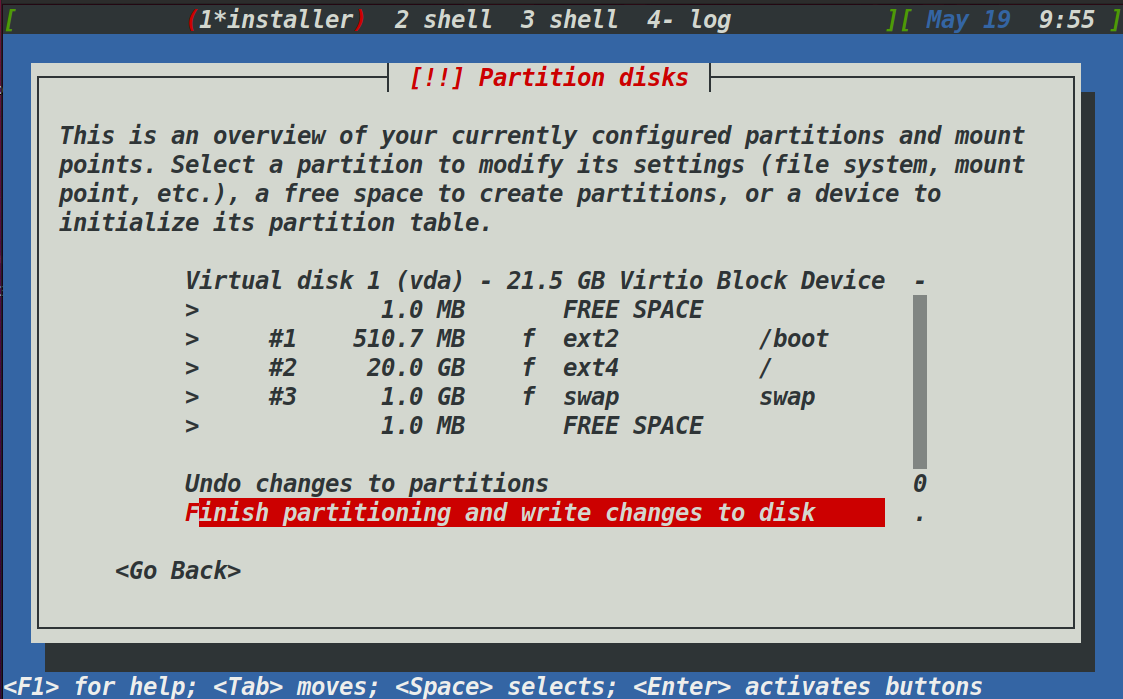 [ (1*installer) 2 shell 3 shell 4- log ][ May 19 9:55 ]
[!!] Partition disks
This is an overview of your currently configured partitions and mount
points. Select a partition to modify its settings (file system, mount
point, etc.), a free space to create partitions, or a device to
initialize its partition table.
Virtual disk 1 (vda) - 21.5 GB Virtio Block Device -
> 1.0 MB FREE SPACE
> #1 510.7 MB f ext2 /boot
> #2 20.0 GB f ext4 /
> #3 1.0 GB f swap swap
> 1.0 MB FREE SPACE
Undo changes to partitions 0
Finish partitioning and write changes to disk .
<Go Back>
<F1> for help; <Tab> moves; <Space> selects; <Enter> activates buttons